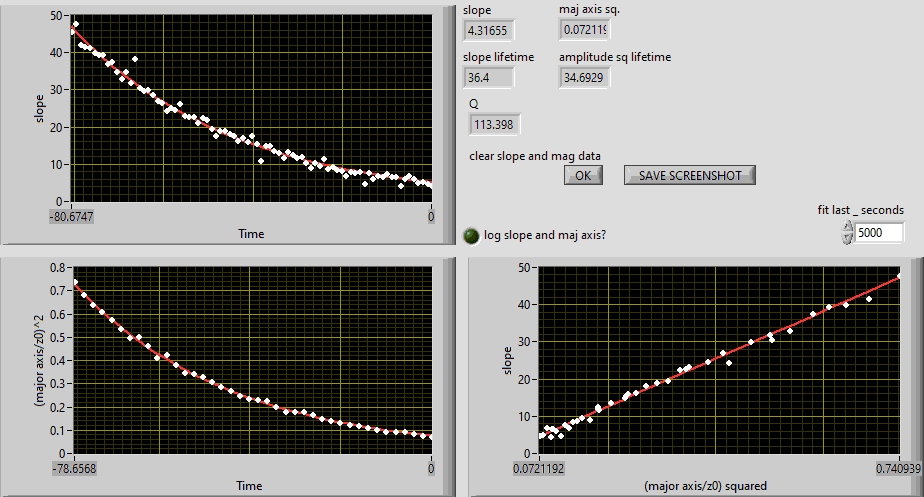 slope
maj axis sq.
4.31655
0.072119
slope lifetime
amplitude sq lifetime
36.4
34.6929
Q
113.398
clear slope and mag data
OK
SAVE SCREENSHOT
fit last _ seconds
5000
log slope and maj axis?
50
40
30
20
10
0
slope
-80.6747
0
Time
0.8
0.7
0.6
0.5
0.4
0.3
0.2
0.1
0
(major axis/z0)^2
-78.6568
0
Time
50
40
30
20
10
0
slope
0.0721192
0.740939
(major axis/z0) squared